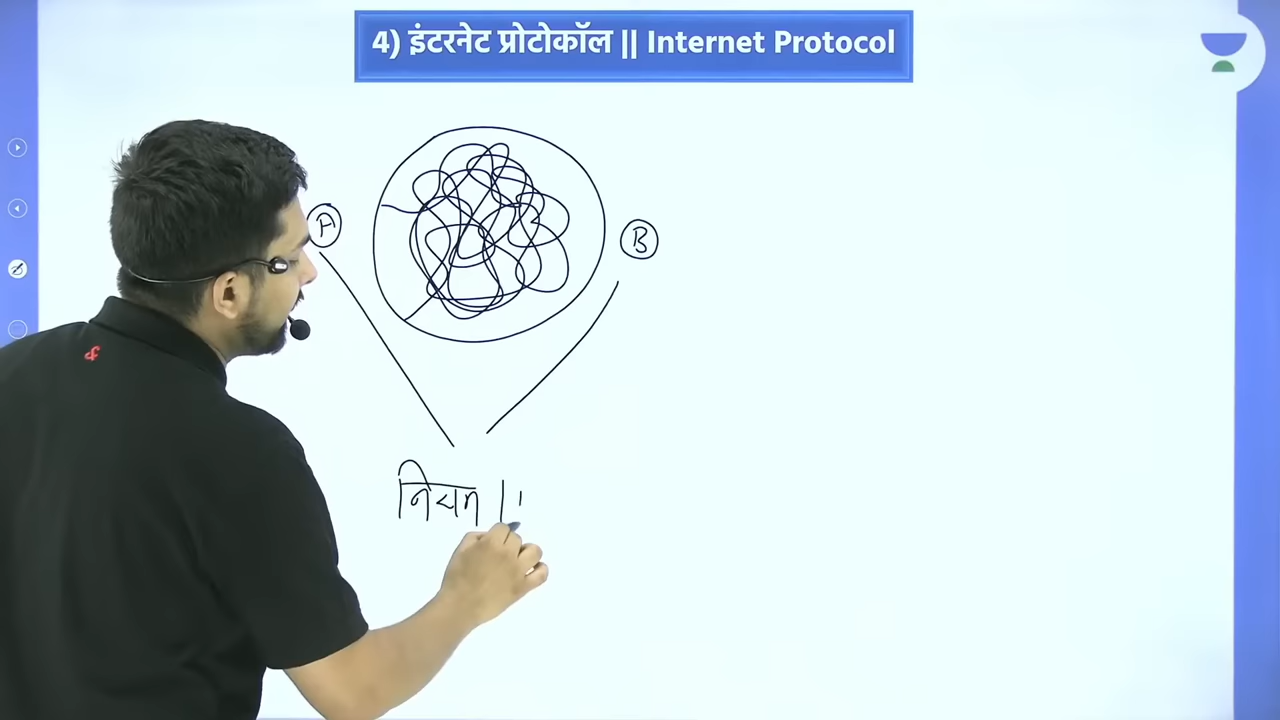 4) इंटरनेट प्रोटोकॉल || Internet Protocol
A
B
नियम |